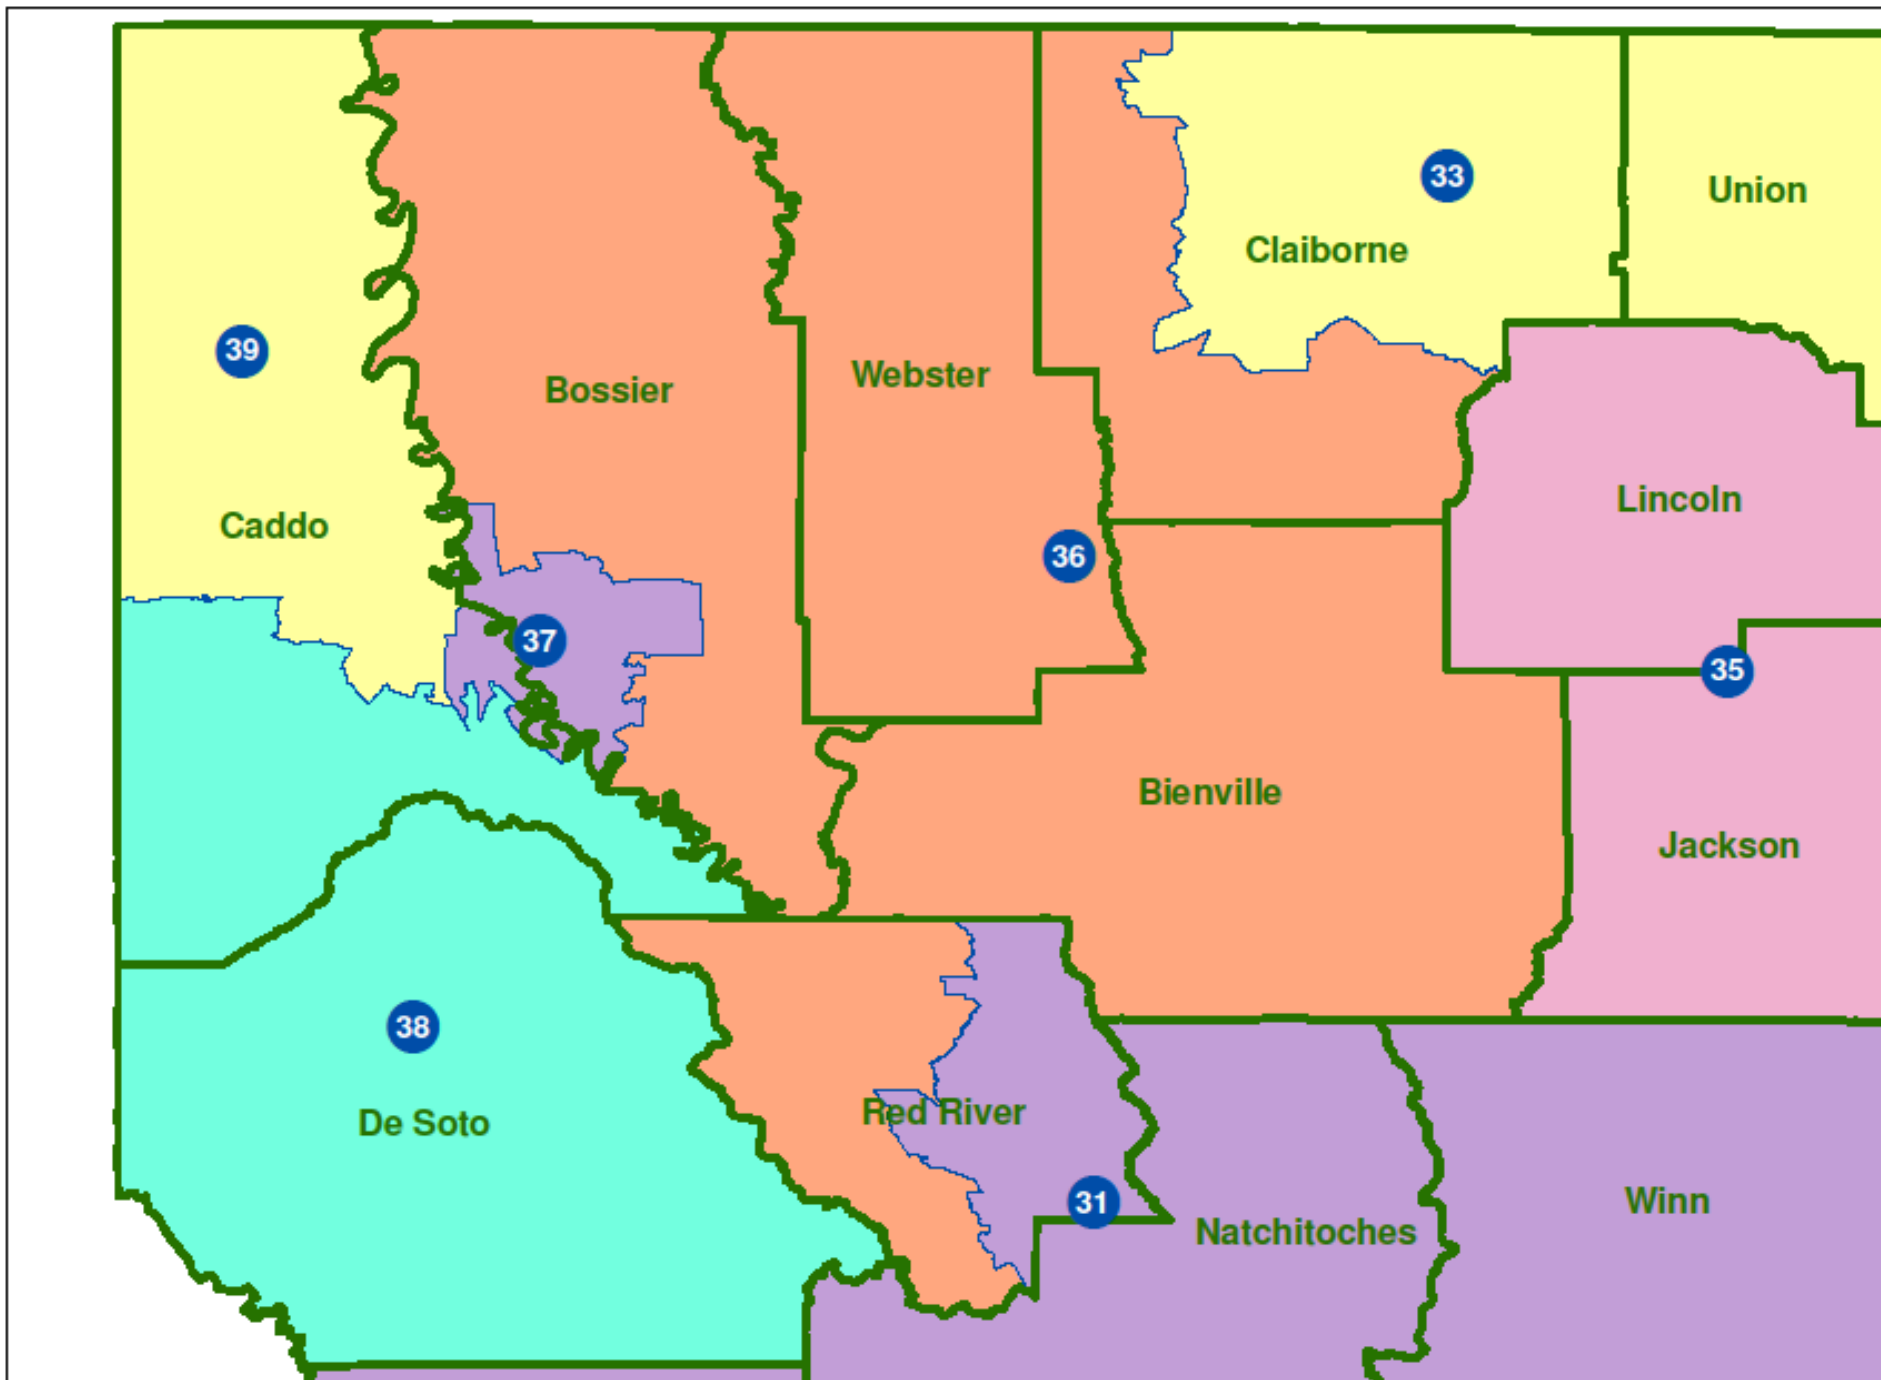 33
Union
Claiborne
39
Webster
Bossier
Lincoln
Caddo
36
37
35
Bienville
Jackson
38
Red River
De Soto
31
Winn
Natchitoches